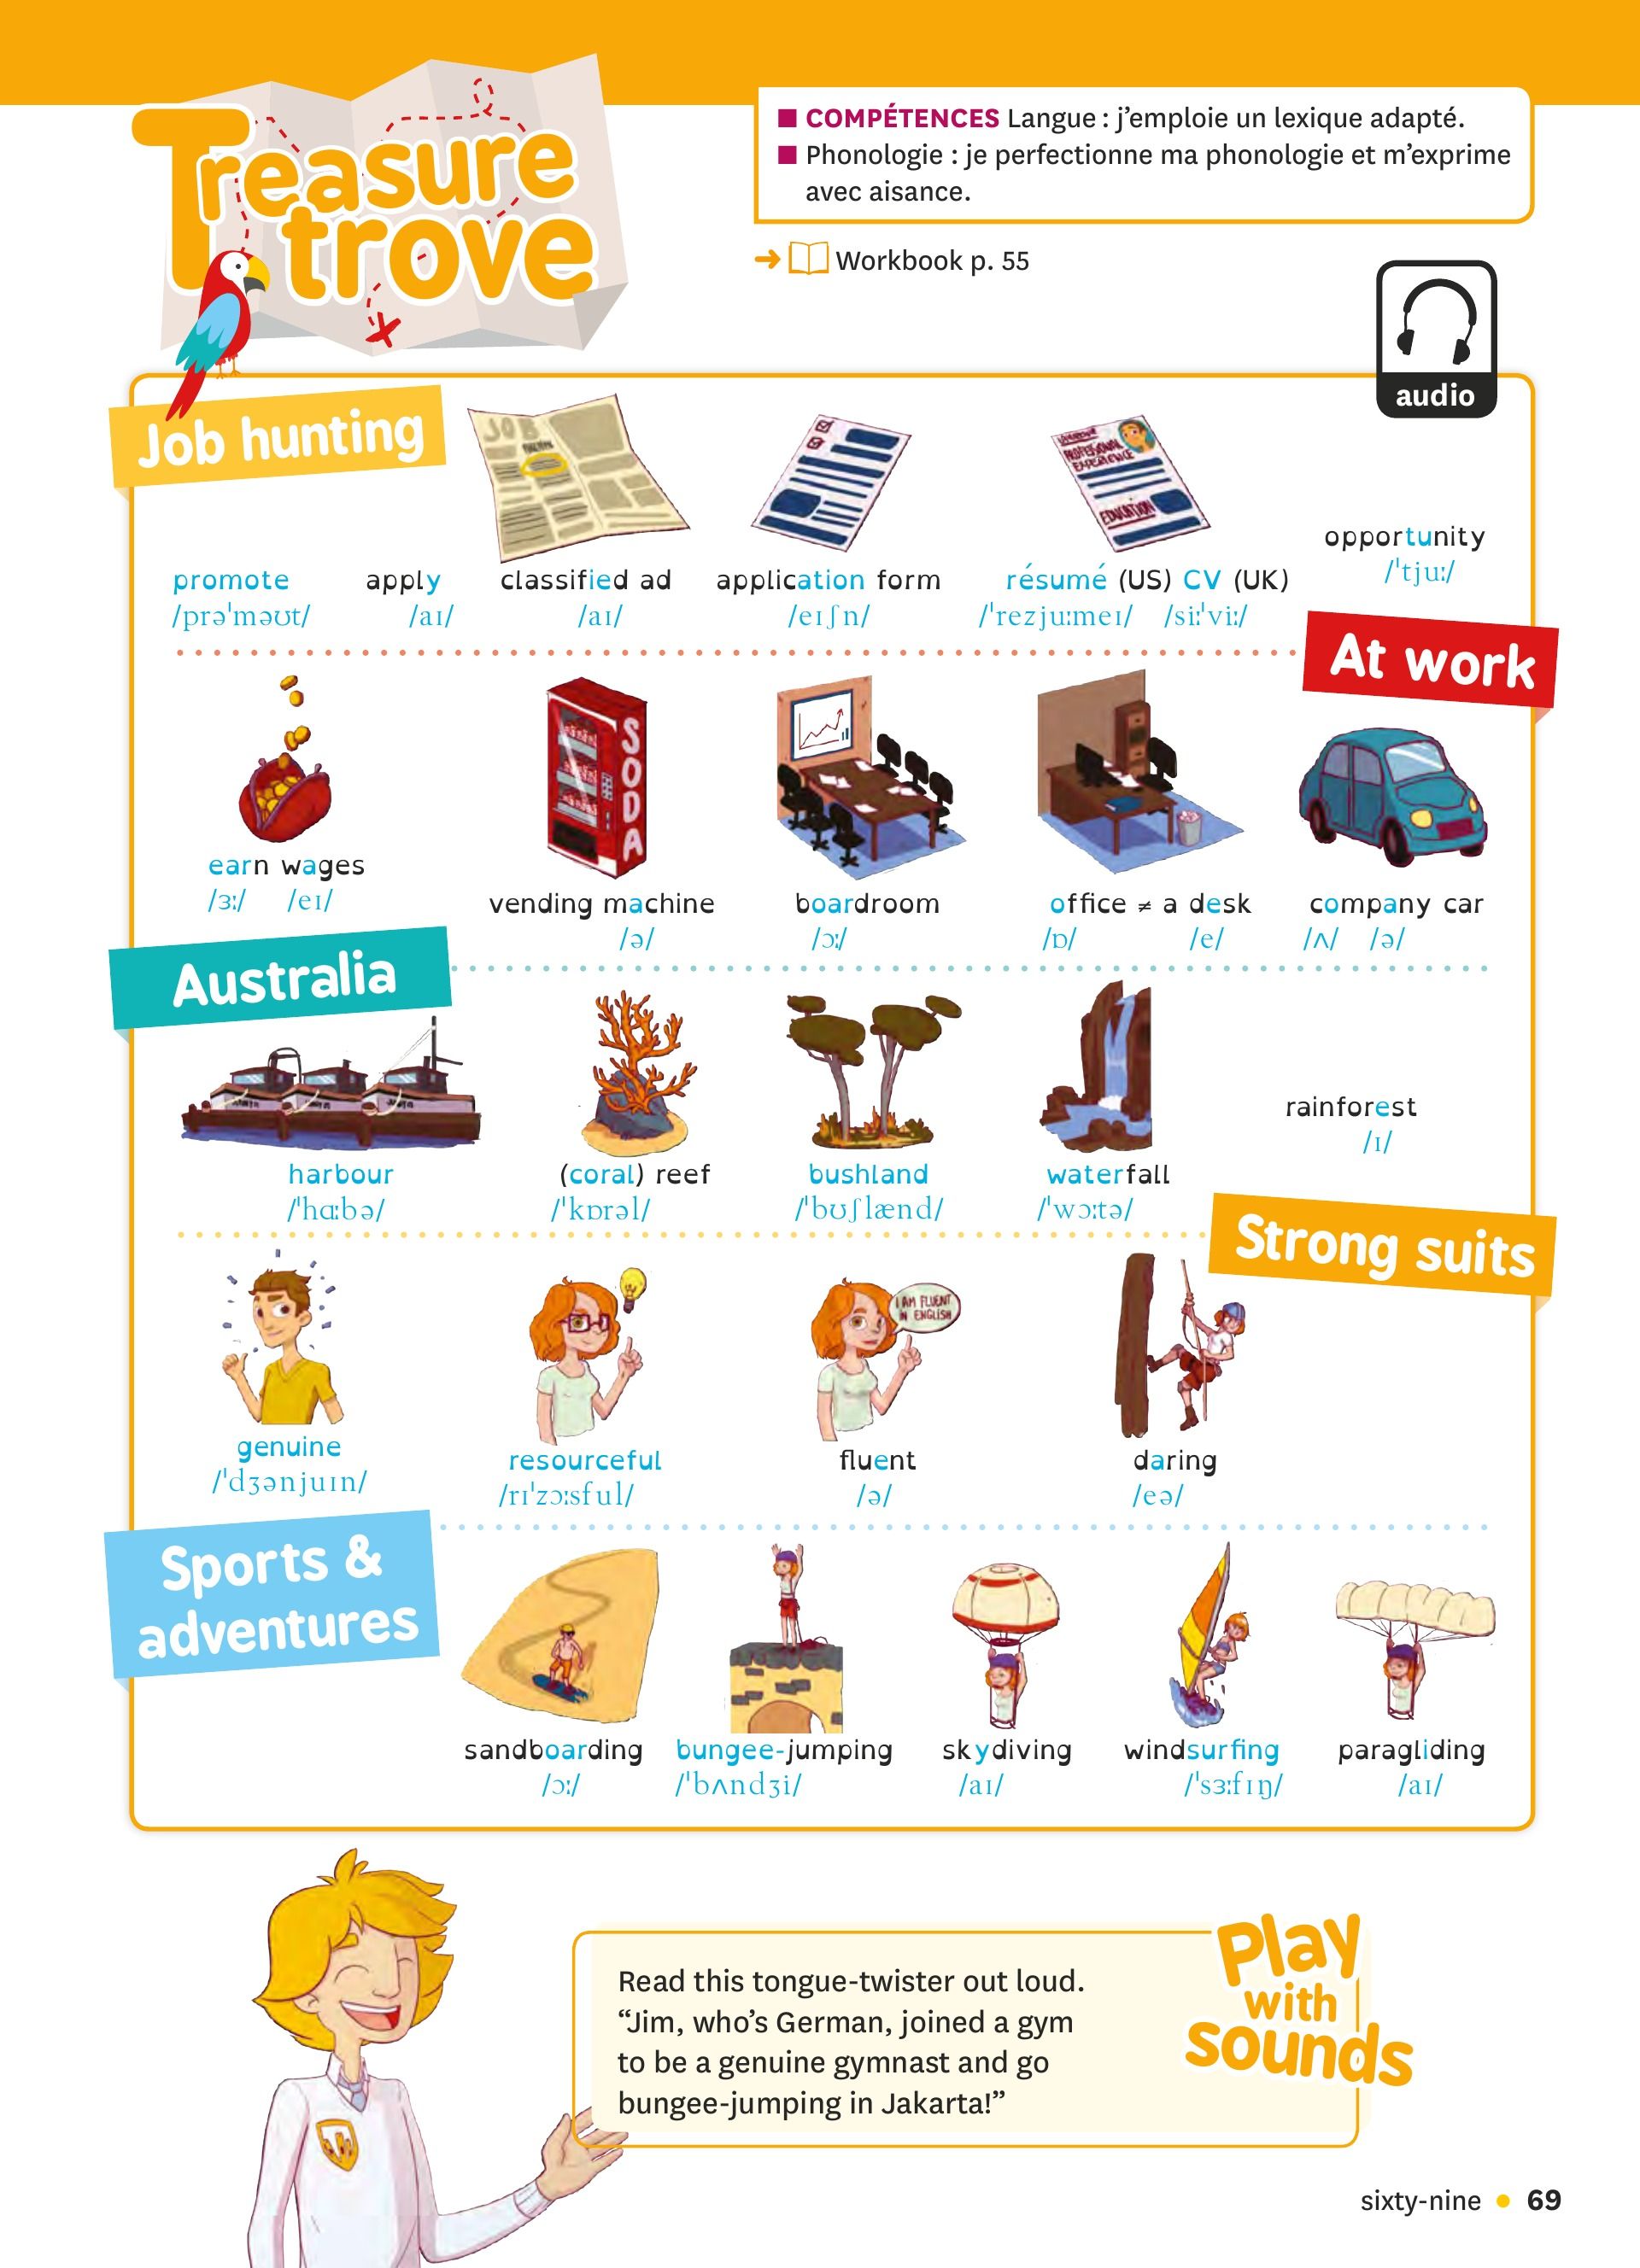 Treasure
trove
■ COMPÉTENCES Langue : j'emploie un lexique adapté.
■ Phonologie : je perfectionne ma phonologie et m'exprime
avec aisance.
➔ Workbook p. 55
audio
Job hunting
JOB
PROFESSIONAL
EXPERIENCE
EDUCATION
promote
/prəˈməʊt/
apply
/aɪ/
classified ad
/aɪ/
application form
/eɪʃn/
résumé (US) CV (UK)
/ˈrezjuːmeɪ/ /siːˈviː/
opportunity
/ˈtjuː/
At work
SODA
earn wages
/ɜː/ /eɪ/
vending machine
/ə/
boardroom
/ɔː/
office ≠ a desk
/ɒ/ /e/
company car
/ʌ/ /ə/
Australia
harbour
/ˈhɑːbə/
(coral) reef
/ˈkɒrəl/
bushland
/ˈbʊʃlænd/
waterfall
/ˈwɔːtə/
rainforest
/ɪ/
Strong suits
I AM FLUENT
IN ENGLISH
genuine
/ˈdʒənjuɪn/
resourceful
/rɪˈzɔːsful/
fluent
/ə/
daring
/eə/
Sports &
adventures
sandboarding
/ɔː/
bungee-jumping
/ˈbʌndʒi/
skydiving
/aɪ/
windsurfing
/ˈsɜːfɪŋ/
paragliding
/aɪ/
Play
with
sounds
Read this tongue-twister out loud.
“Jim, who’s German, joined a gym
to be a genuine gymnast and go
bungee-jumping in Jakarta!”
sixty-nine • 69